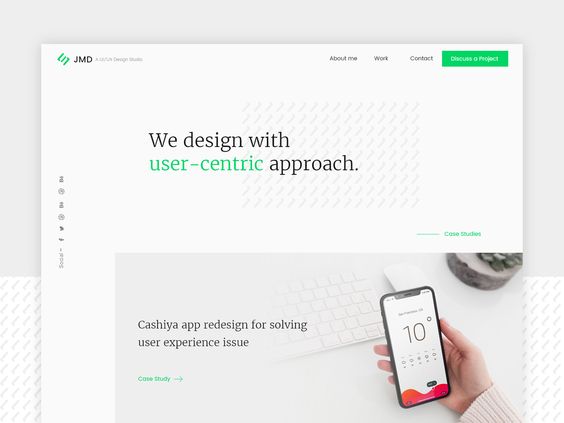 JMD A UI/UX Design Studio
About me
Work
Contact
Discuss a Project
We design with
user-centric approach.
Social –
Case Studies
Cashiya app redesign for solving
user experience issue
Case Study
10